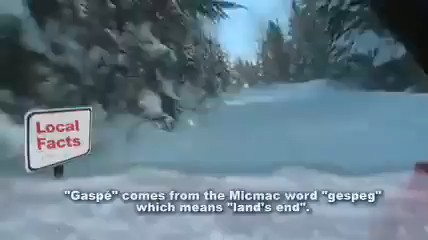 Local
Facts
"Gaspé" comes from the Micmac word "gespeg"
which means "land's end".